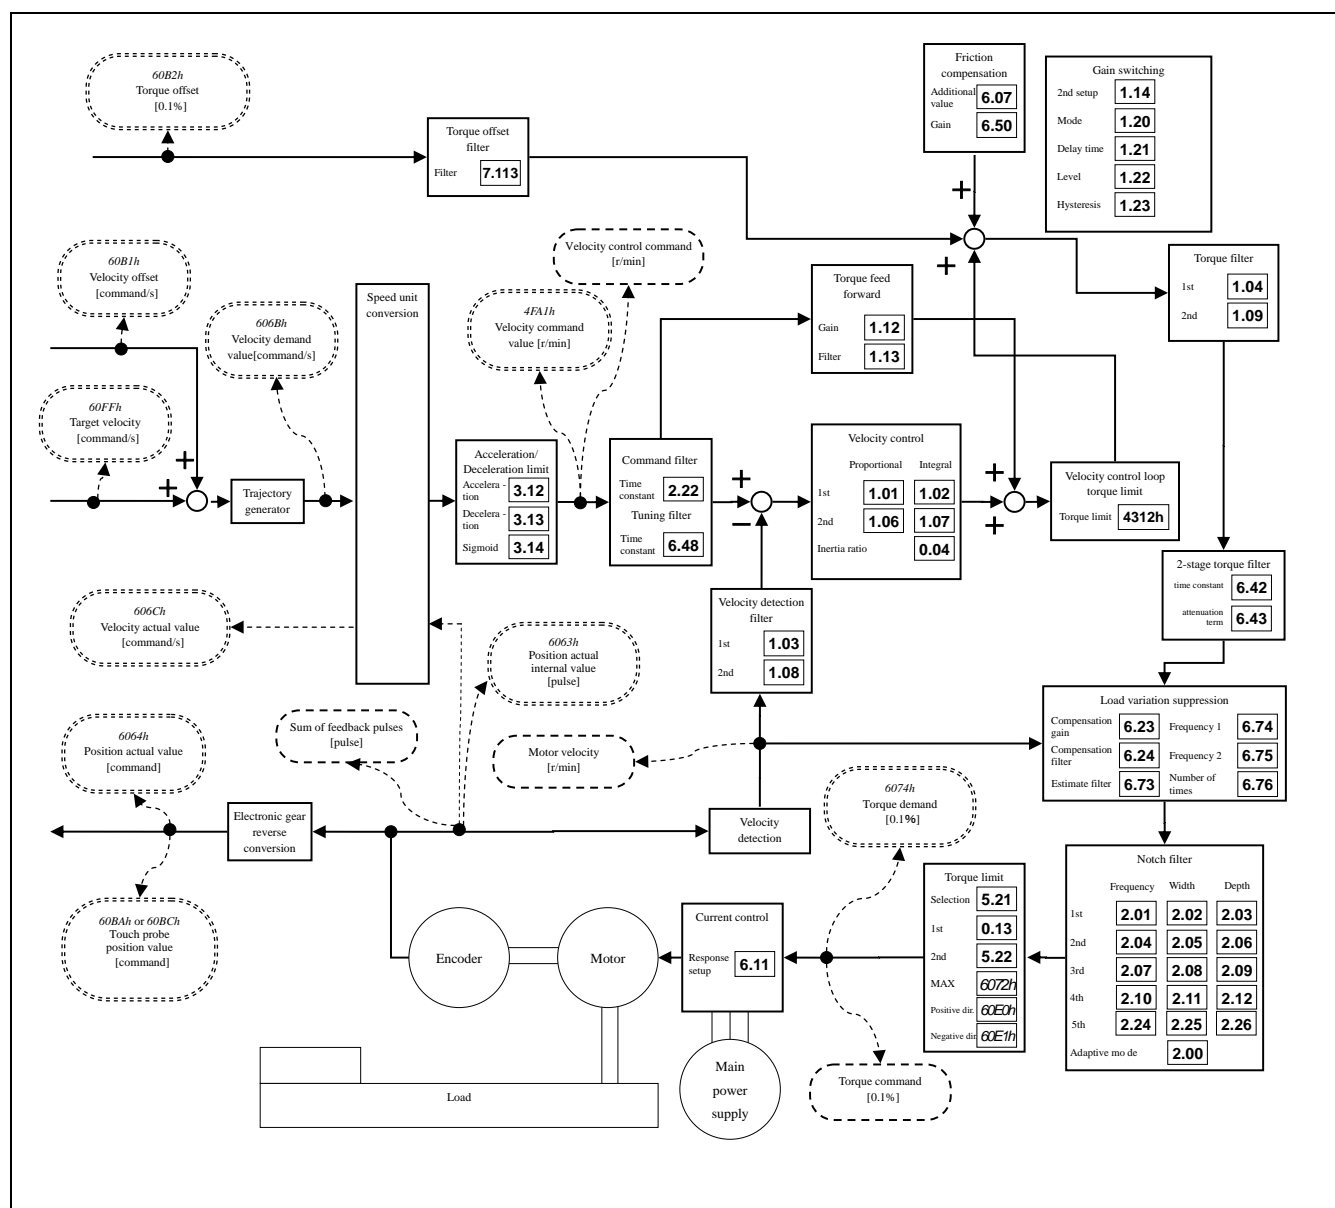 60B2h
Torque offset
[0.1%]
Torque offset
filter
Filter 7.113
Friction
compensation
Additional
value 6.07
Gain 6.50
Gain switching
2nd setup 1.14
Mode 1.20
Delay time 1.21
Level 1.22
Hysteresis 1.23
+
+
60B1h
Velocity offset
[command/s]
606Bh
Velocity demand
value[command/s]
Speed unit
conversion
4FA1h
Velocity command
value [r/min]
Velocity control command
[r/min]
Torque feed
forward
Gain 1.12
Filter 1.13
Torque filter
1st 1.04
2nd 1.09
60FFh
Target velocity
[command/s]
+
+
Trajectory
generator
Acceleration/
Deceleration limit
Accelera -
tion 3.12
Decelera -
tion 3.13
Sigmoid 3.14
Command filter
Time
constant 2.22
Tuning filter
Time
constant 6.48
+
−
Velocity control
Proportional Integral
1st 1.01 1.02
2nd 1.06 1.07
Inertia ratio 0.04
+
+
Velocity control loop
torque limit
Torque limit 4312h
2-stage torque filter
time constant 6.42
attenuation
term 6.43
606Ch
Velocity actual value
[command/s]
6063h
Position actual
internal value
[pulse]
Velocity detection
filter
1st 1.03
2nd 1.08
Load variation suppression
Compensation
gain 6.23 Frequency 1 6.74
Compensation
filter 6.24 Frequency 2 6.75
Estimate filter 6.73 Number of
times 6.76
6064h
Position actual value
[command]
Sum of feedback pulses
[pulse]
Motor velocity
[r/min]
6074h
Torque demand
[0.1%]
Electronic gear
reverse
conversion
Velocity
detection
60BAh or 60BCh
Touch probe
position value
[command]
Encoder
Motor
Current control
Response
setup 6.11
Torque limit
Selection 5.21
1st 0.13
2nd 5.22
MAX 6072h
Positive dir. 60E0h
Negative dir. 60E1h
Notch filter
Frequency Width Depth
1st 2.01 2.02 2.03
2nd 2.04 2.05 2.06
3rd 2.07 2.08 2.09
4th 2.10 2.11 2.12
5th 2.24 2.25 2.26
Adaptive mo de 2.00
Load
Main
power
supply
Torque command
[0.1%]